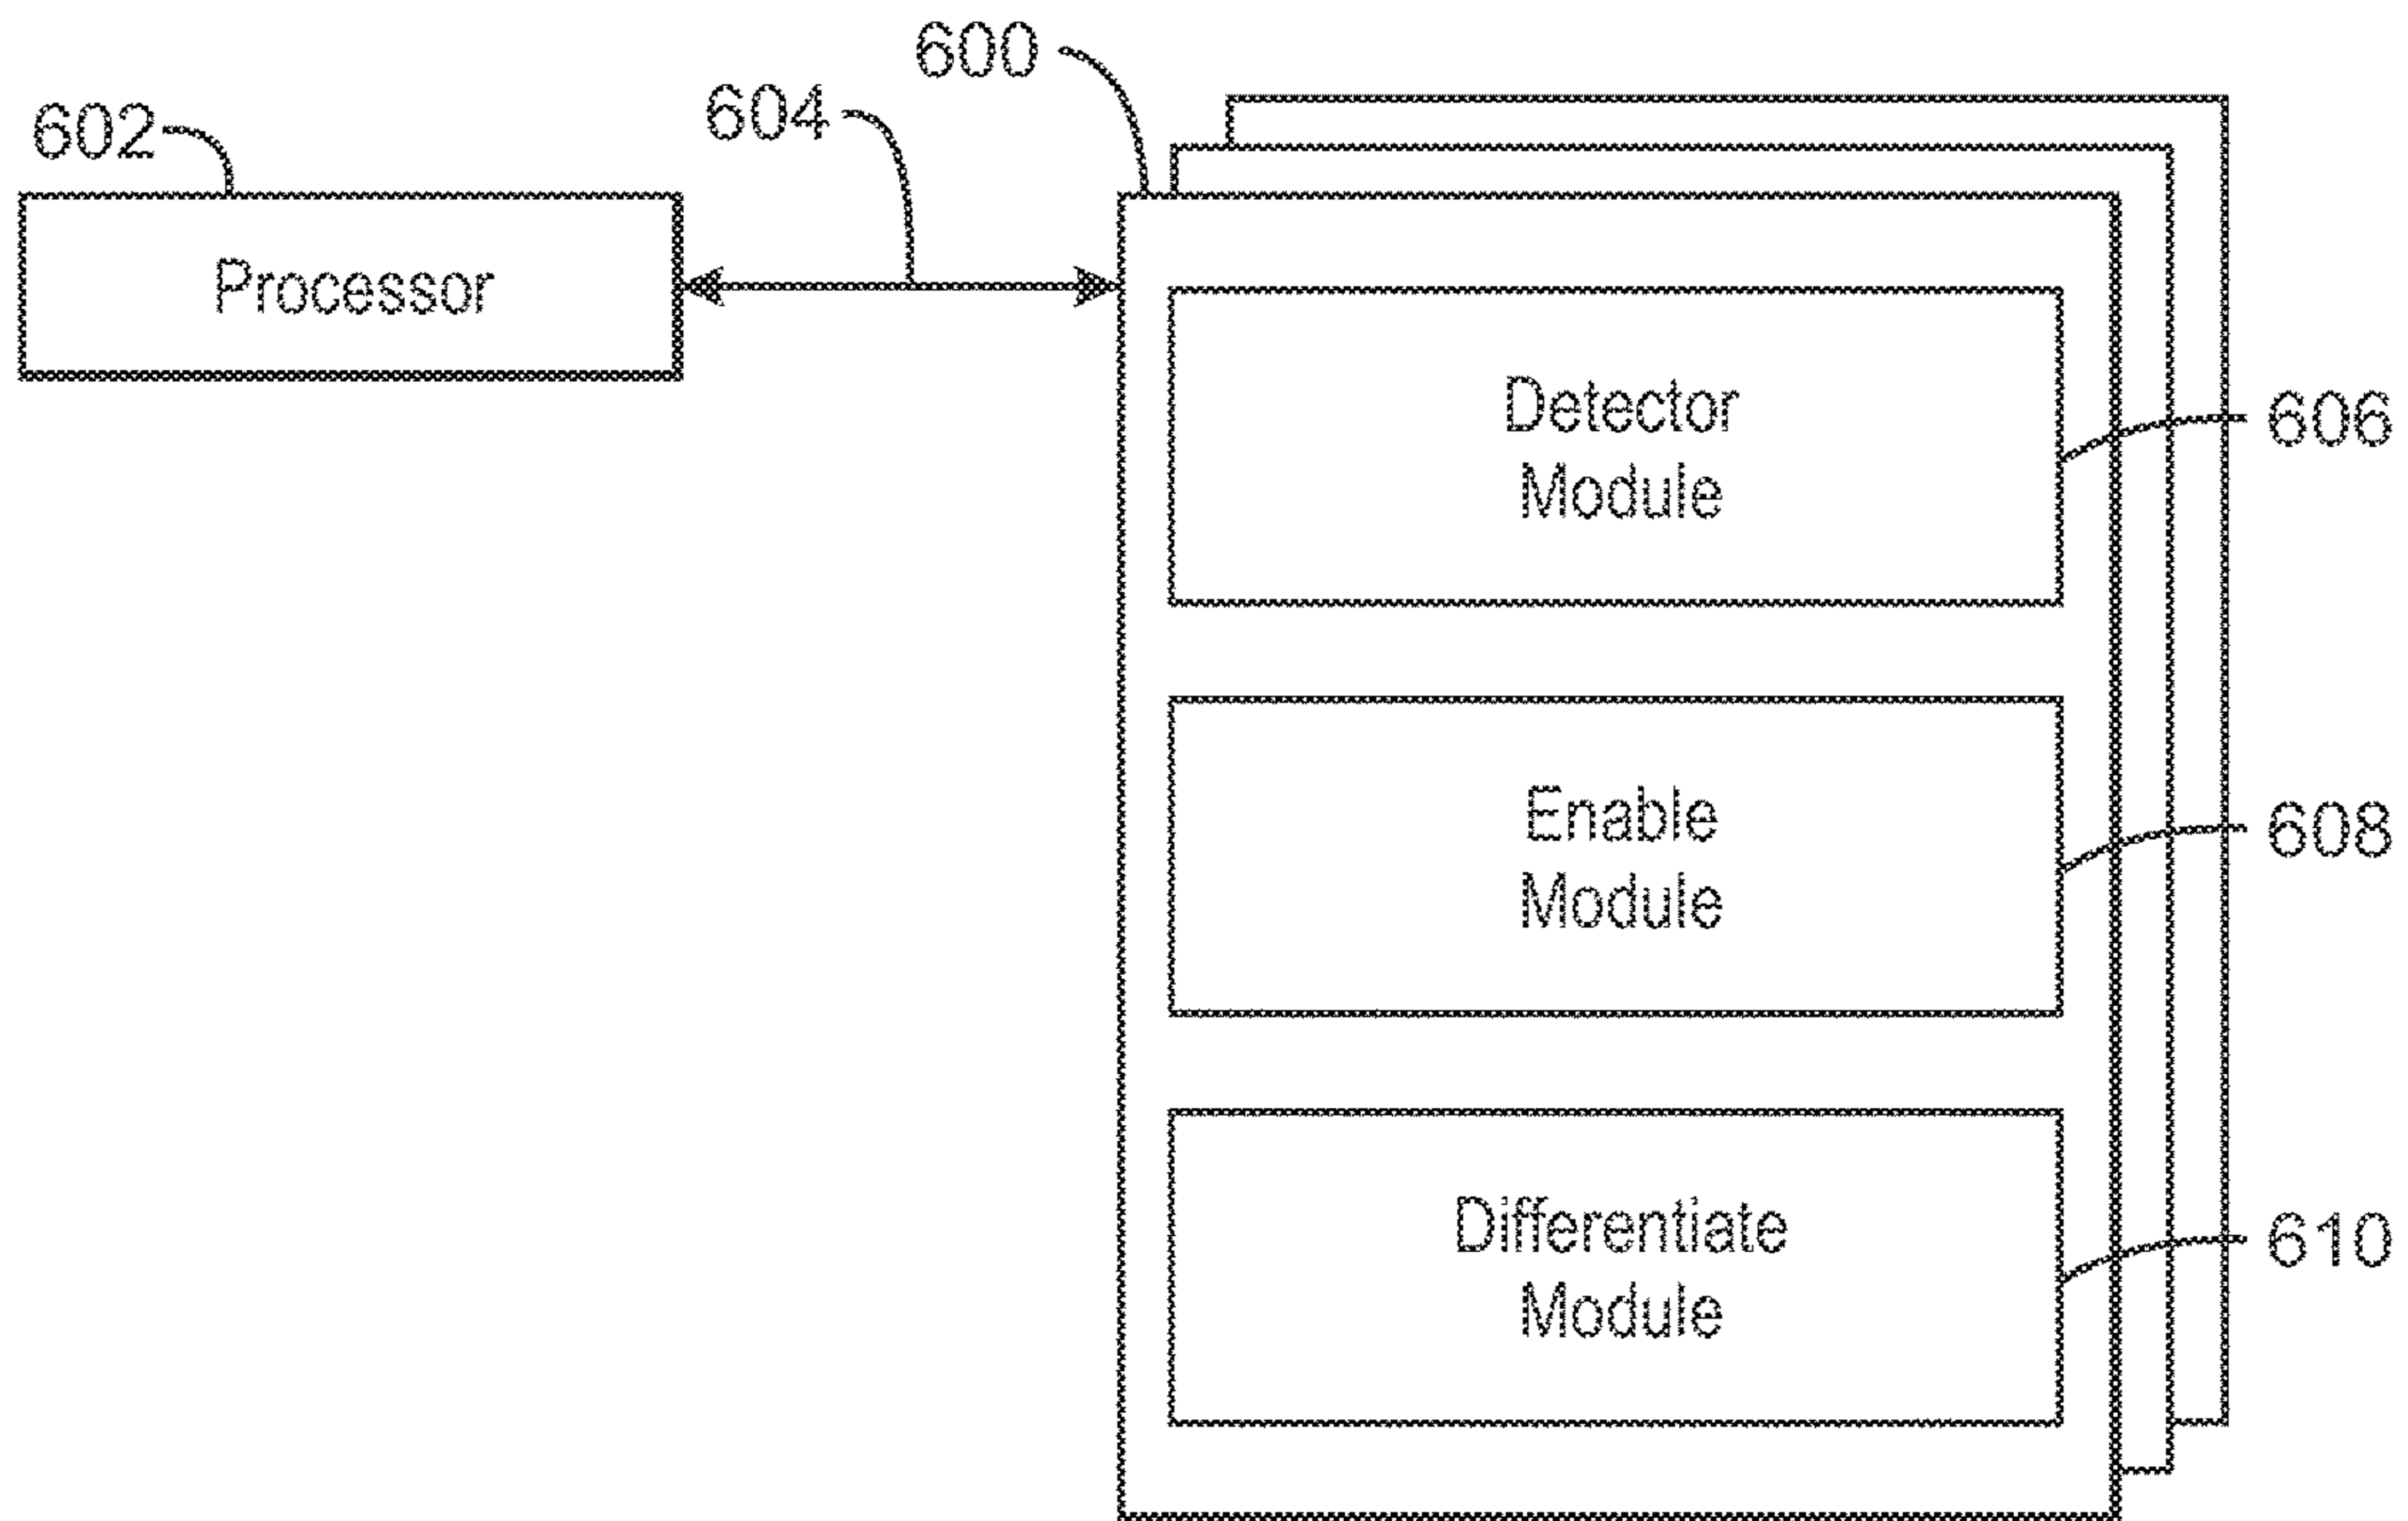 600
604
602
Processor
Detector
Module
606
Enable
Module
608
Differentiate
Module
610